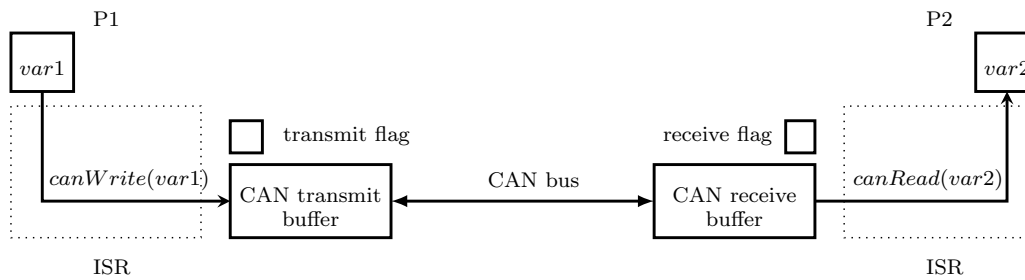 P1
P2
var1
var2
transmit flag
receive flag
canWrite(var1)
CAN transmit
buffer
CAN bus
CAN receive
buffer
canRead(var2)
ISR
ISR